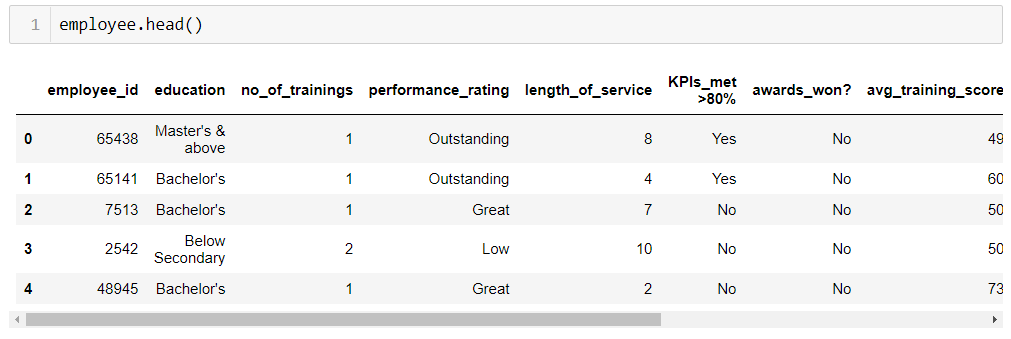 1 employee.head()
employee_id education no_of_trainings performance_rating length_of_service KPIs_met >80% awards_won? avg_training_score
0 65438 Master's & above 1 Outstanding 8 Yes No 49
1 65141 Bachelor's 1 Outstanding 4 Yes No 60
2 7513 Bachelor's 1 Great 7 No No 50
3 2542 Below Secondary 2 Low 10 No No 50
4 48945 Bachelor's 1 Great 2 No No 73